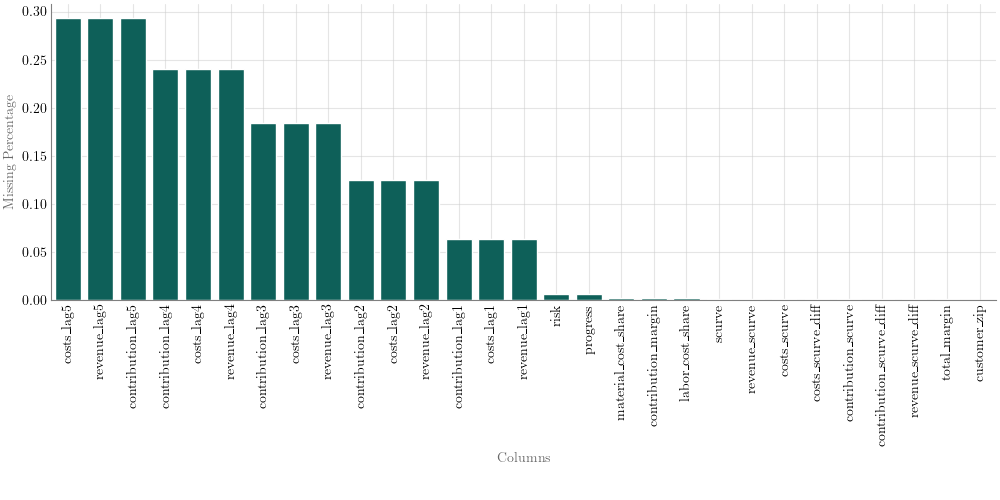 0.30
0.25
0.20
0.15
0.10
0.05
0.00
Missing Percentage
costs_lag5
revenue_lag5
contribution_lag5
contribution_lag4
costs_lag4
revenue_lag4
contribution_lag3
costs_lag3
revenue_lag3
contribution_lag2
costs_lag2
revenue_lag2
contribution_lag1
costs_lag1
revenue_lag1
risk
progress
material_cost_share
contribution_margin
labor_cost_share
scurve
revenue_scurve
costs_scurve
costs_scurve_diff
contribution_scurve
contribution_scurve_diff
revenue_scurve_diff
total_margin
customer_zip
Columns